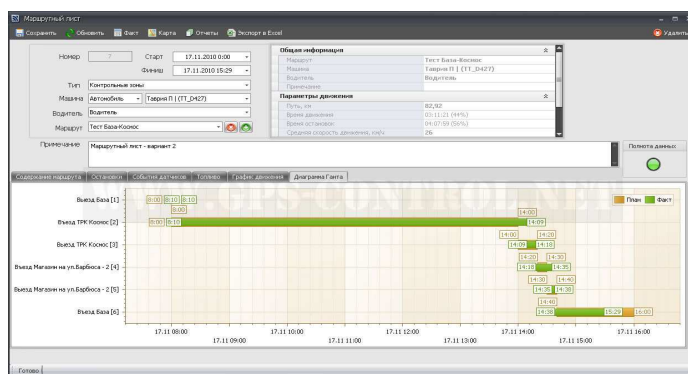 Маршрутный лист
Сохранить Обновить Факт Карта Отчеты Экспорт в Excel Удалить
Номер 7 Старт 17.11.2010 0:00
Финиш 17.11.2010 15:29
Тип Контрольные зоны
Машина Автомобиль Таврия П | (TT_D427)
Водитель Водитель
Маршрут Тест База-Космос
Общая информация
Маршрут Тест База-Космос
Машина Таврия П | (TT_D427)
Водитель Водитель
Примечание
Параметры движения
Путь, км 82,92
Время движения 03:11:21 (44%)
Время остановок 04:07:59 (56%)
Средняя скорость движения, км/ч 26
Примечание Маршрутный лист - вариант 2
Полнота данных
Содержание маршрута Остановки События датчиков Топливо График движения Диаграмма Ганта
План Факт
Выезд База [1] 8:00 8:10 8:10
8:00 14:00
Въезд ТРК Космос [2] 8:00 8:10 14:09
14:00 14:20
Выезд ТРК Космос [3] 14:09 14:18
14:20 14:30
Въезд Магазин на ул.Барбюса - 2 [4] 14:18 14:35
14:30 14:40
Выезд Магазин на ул.Барбюса - 2 [5] 14:35 14:38
14:40
Въезд База [6] 14:38 15:29 16:00
17.11 08:00 17.11 10:00 17.11 12:00 17.11 14:00 17.11 16:00
17.11 09:00 17.11 11:00 17.11 13:00 17.11 15:00
Готово